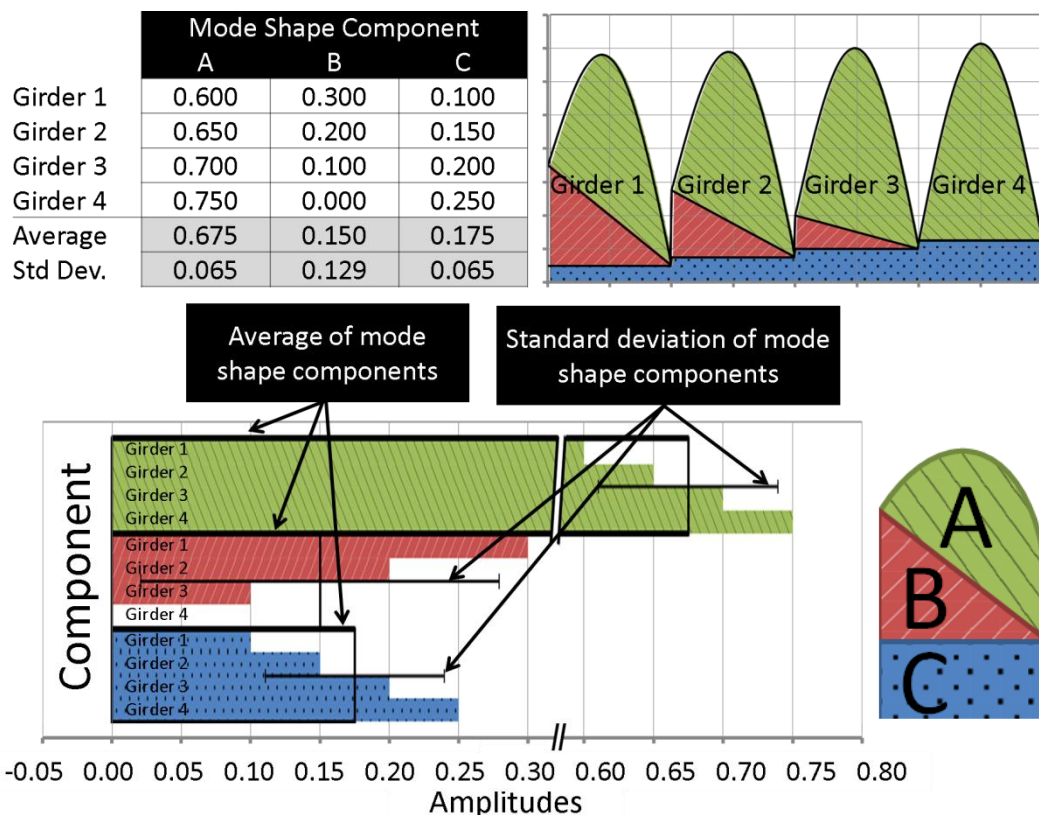 Mode Shape Component
A B C
Girder 1 0.600 0.300 0.100
Girder 2 0.650 0.200 0.150
Girder 3 0.700 0.100 0.200
Girder 4 0.750 0.000 0.250
Average 0.675 0.150 0.175
Std Dev. 0.065 0.129 0.065
Girder 1 Girder 2 Girder 3 Girder 4
Average of mode
shape components
Standard deviation of mode
shape components
Component
Girder 1
Girder 2
Girder 3
Girder 4
Girder 1
Girder 2
Girder 3
Girder 4
Girder 1
Girder 2
Girder 3
Girder 4
A
B
C
-0.05 0.00 0.05 0.10 0.15 0.20 0.25 0.30 0.60 0.65 0.70 0.75 0.80
Amplitudes